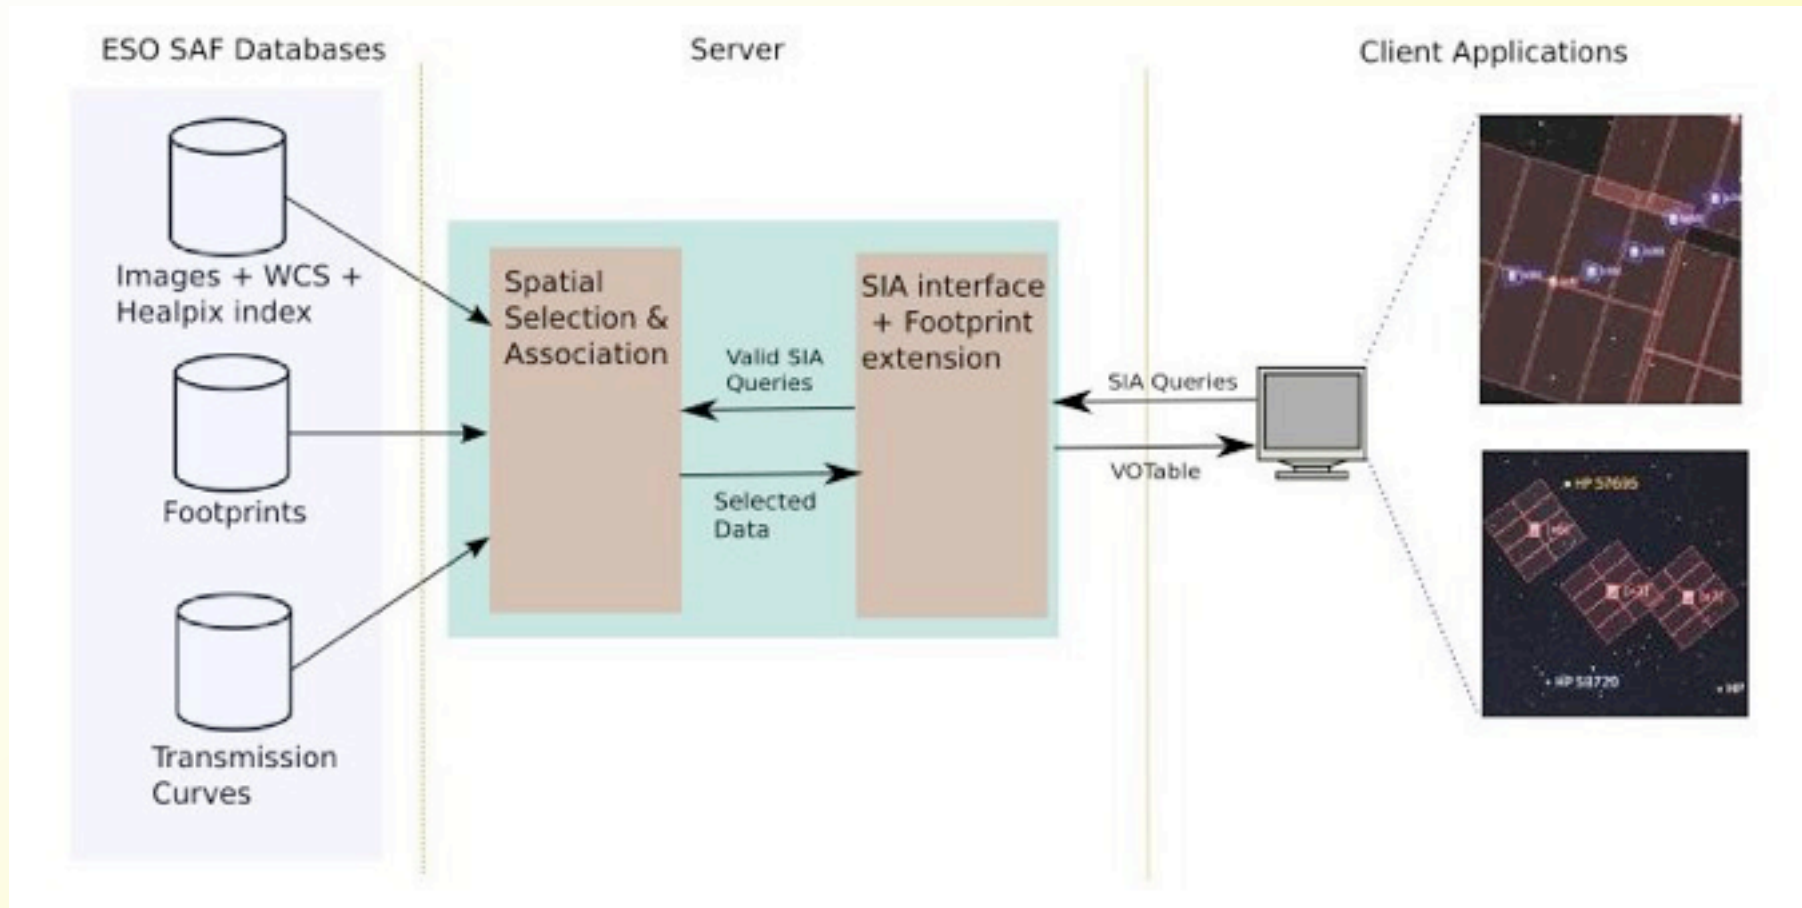 ESO SAF Databases
Server
Client Applications
Images + WCS +
Healpix index
Footprints
Transmission
Curves
Spatial
Selection &
Association
Valid SIA
Queries
Selected
Data
SIA interface
+ Footprint
extension
SIA Queries
VOTable
HP 57695
HP 58720
HP